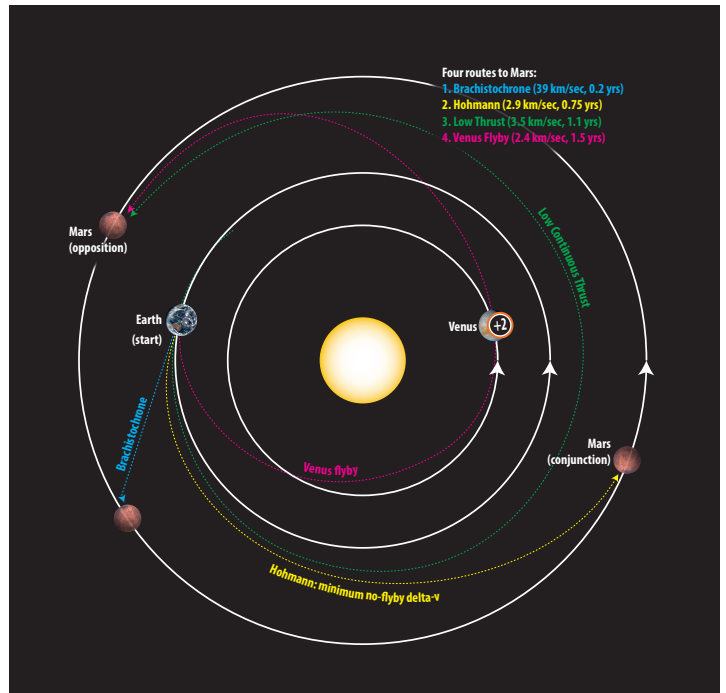 Four routes to Mars:
1. Brachistochrone (39 km/sec, 0.2 yrs)
2. Hohmann (2.9 km/sec, 0.75 yrs)
3. Low Thrust (3.5 km/sec, 1.1 yrs)
4. Venus Flyby (2.4 km/sec, 1.5 yrs)
Mars
(opposition)
Low Continuous Thrust
Earth
(start)
Venus
+2
Brachistochrone
Mars
(conjunction)
Venus flyby
Hohmann: minimum no-flyby delta-v